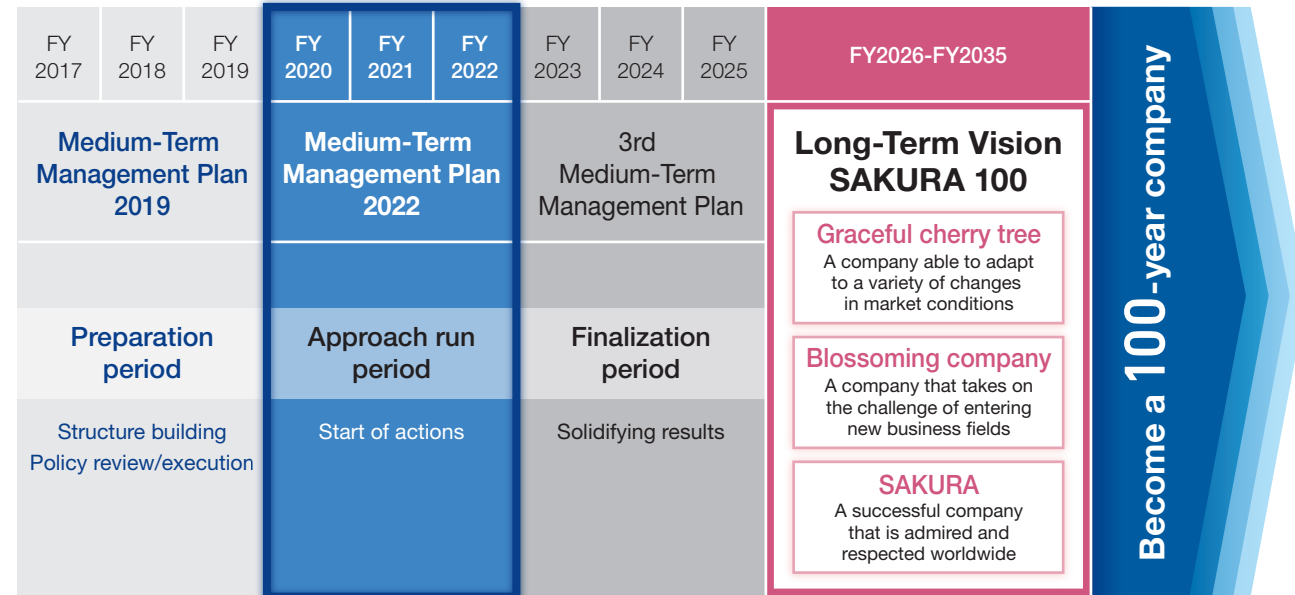 FY
2017
FY
2018
FY
2019
FY
2020
FY
2021
FY
2022
FY
2023
FY
2024
FY
2025
FY2026-FY2035
Medium-Term
Management Plan
2019
Medium-Term
Management Plan
2022
3rd
Medium-Term
Management Plan
Preparation
period
Approach run
period
Finalization
period
Structure building
Policy review/execution
Start of actions
Solidifying results
Long-Term Vision
SAKURA 100
Graceful cherry tree
A company able to adapt
to a variety of changes
in market conditions
Blossoming company
A company that takes on
the challenge of entering
new business fields
SAKURA
A successful company
that is admired and
respected worldwide
Become a 100-year company